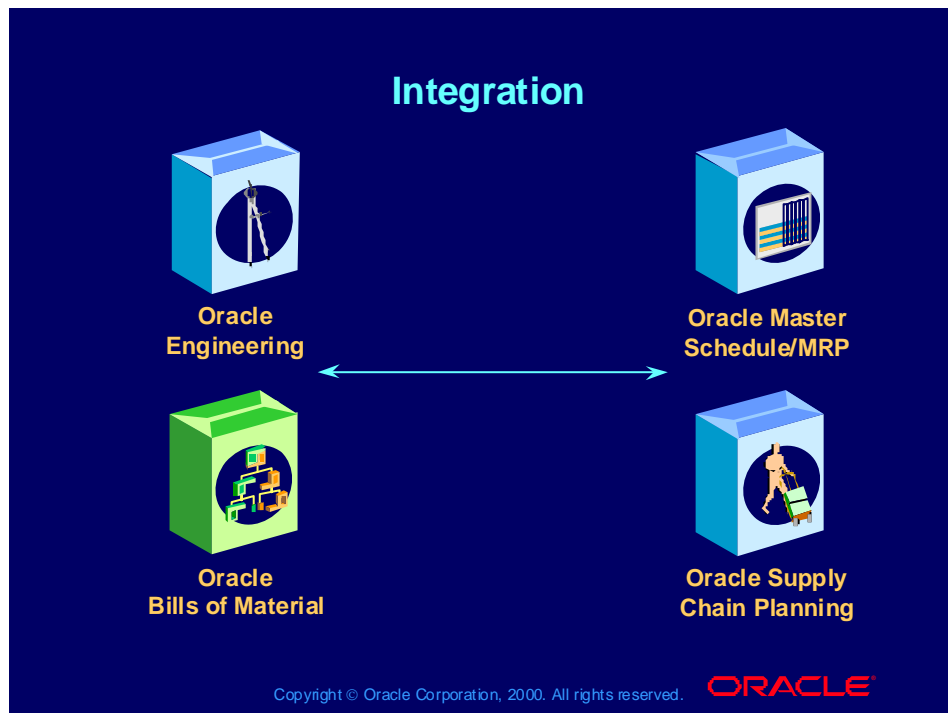 Integration
Oracle
Engineering
Oracle Master
Schedule/MRP
Oracle
Bills of Material
Oracle Supply
Chain Planning
Copyright © Oracle Corporation, 2000. All rights reserved.
ORACLE®